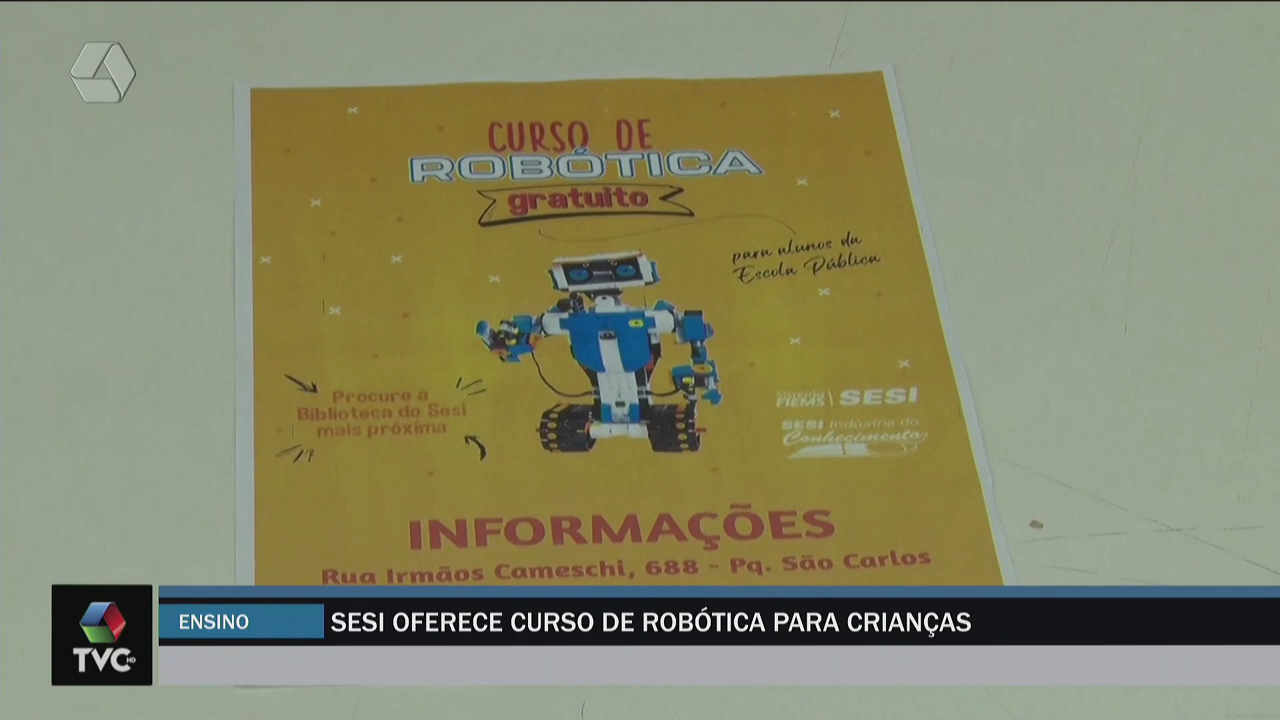 CURSO DE
ROBÓTICA
gratuito
para alunos da
Escola Pública
Procure a
Biblioteca do Sesi
mais próxima
Sistema
FIEMS SESI
SESI Indústria do
Conhecimento
INFORMAÇÕES
Rua Irmãos Cameschi, 688 - Pq. São Carlos
ENSINO
SESI OFERECE CURSO DE ROBÓTICA PARA CRIANÇAS
TVC HD